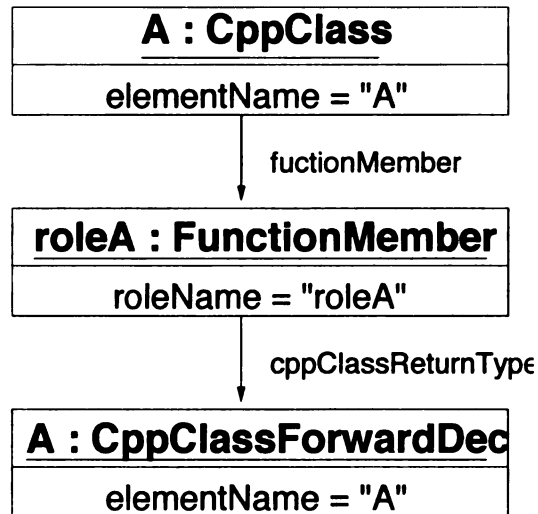 A : CppClass
elementName = "A"
fuctionMember
roleA : FunctionMember
roleName = "roleA"
cppClassReturnType
A : CppClassForwardDec
elementName = "A"